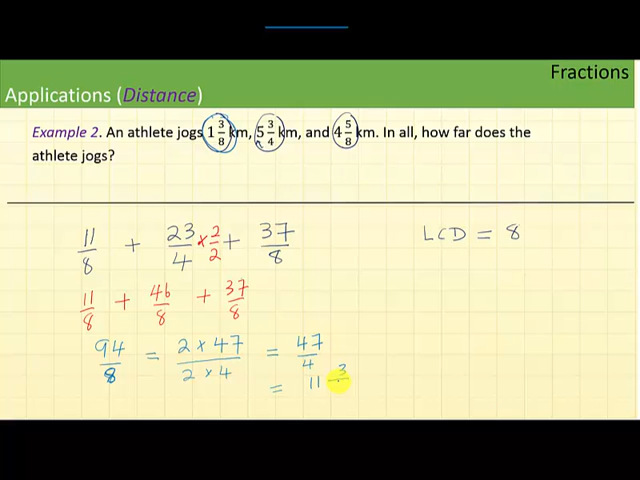 Fractions
Applications (Distance)
Example 2. An athlete jogs 1 3/8 km, 5 3/4 km, and 4 5/8 km. In all, how far does the
athlete jogs?
11/8 + 23/4 × 2/2 + 37/8 LCD = 8
11/8 + 46/8 + 37/8
94/8 = 2 × 47 / 2 × 4 = 47/4
= 11 3